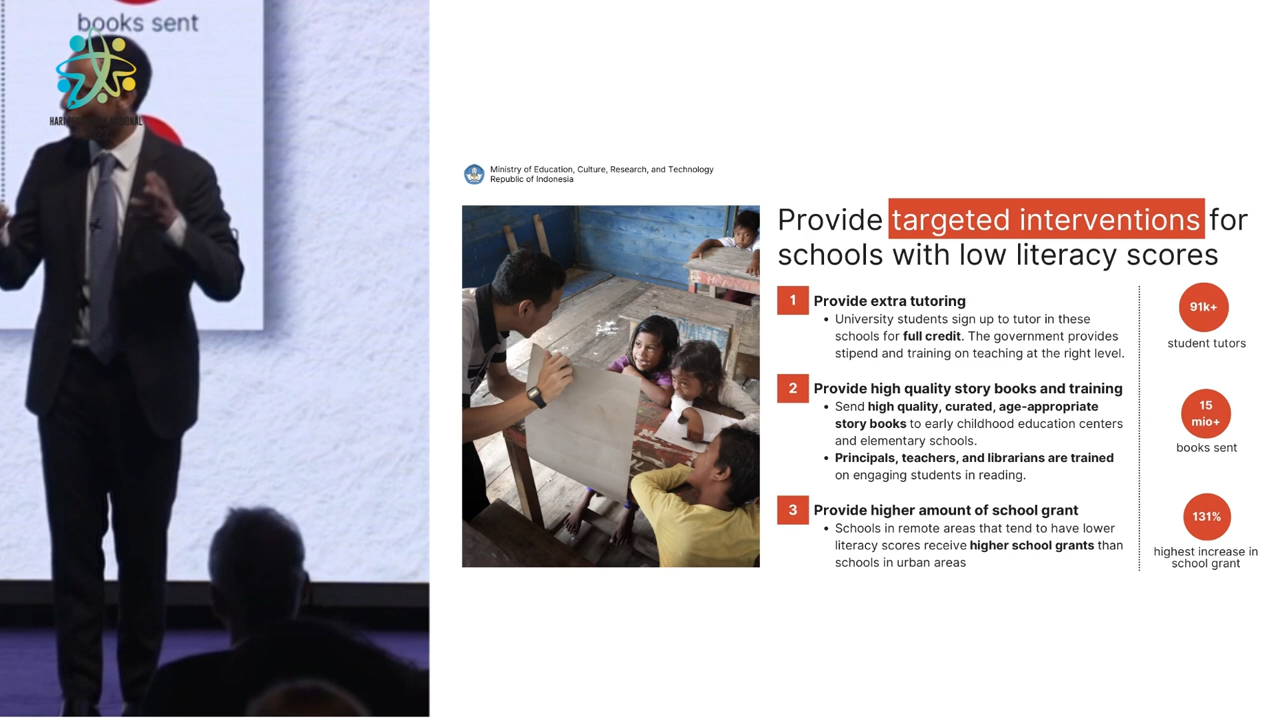 books sent
Ministry of Education, Culture, Research, and Technology
Republic of Indonesia
Provide targeted interventions for
schools with low literacy scores
1 Provide extra tutoring
• University students sign up to tutor in these
schools for full credit. The government provides
stipend and training on teaching at the right level.
2 Provide high quality story books and training
• Send high quality, curated, age-appropriate
story books to early childhood education centers
and elementary schools.
• Principals, teachers, and librarians are trained
on engaging students in reading.
3 Provide higher amount of school grant
• Schools in remote areas that tend to have lower
literacy scores receive higher school grants than
schools in urban areas
91k+
student tutors
15
mio+
books sent
131%
highest increase in
school grant